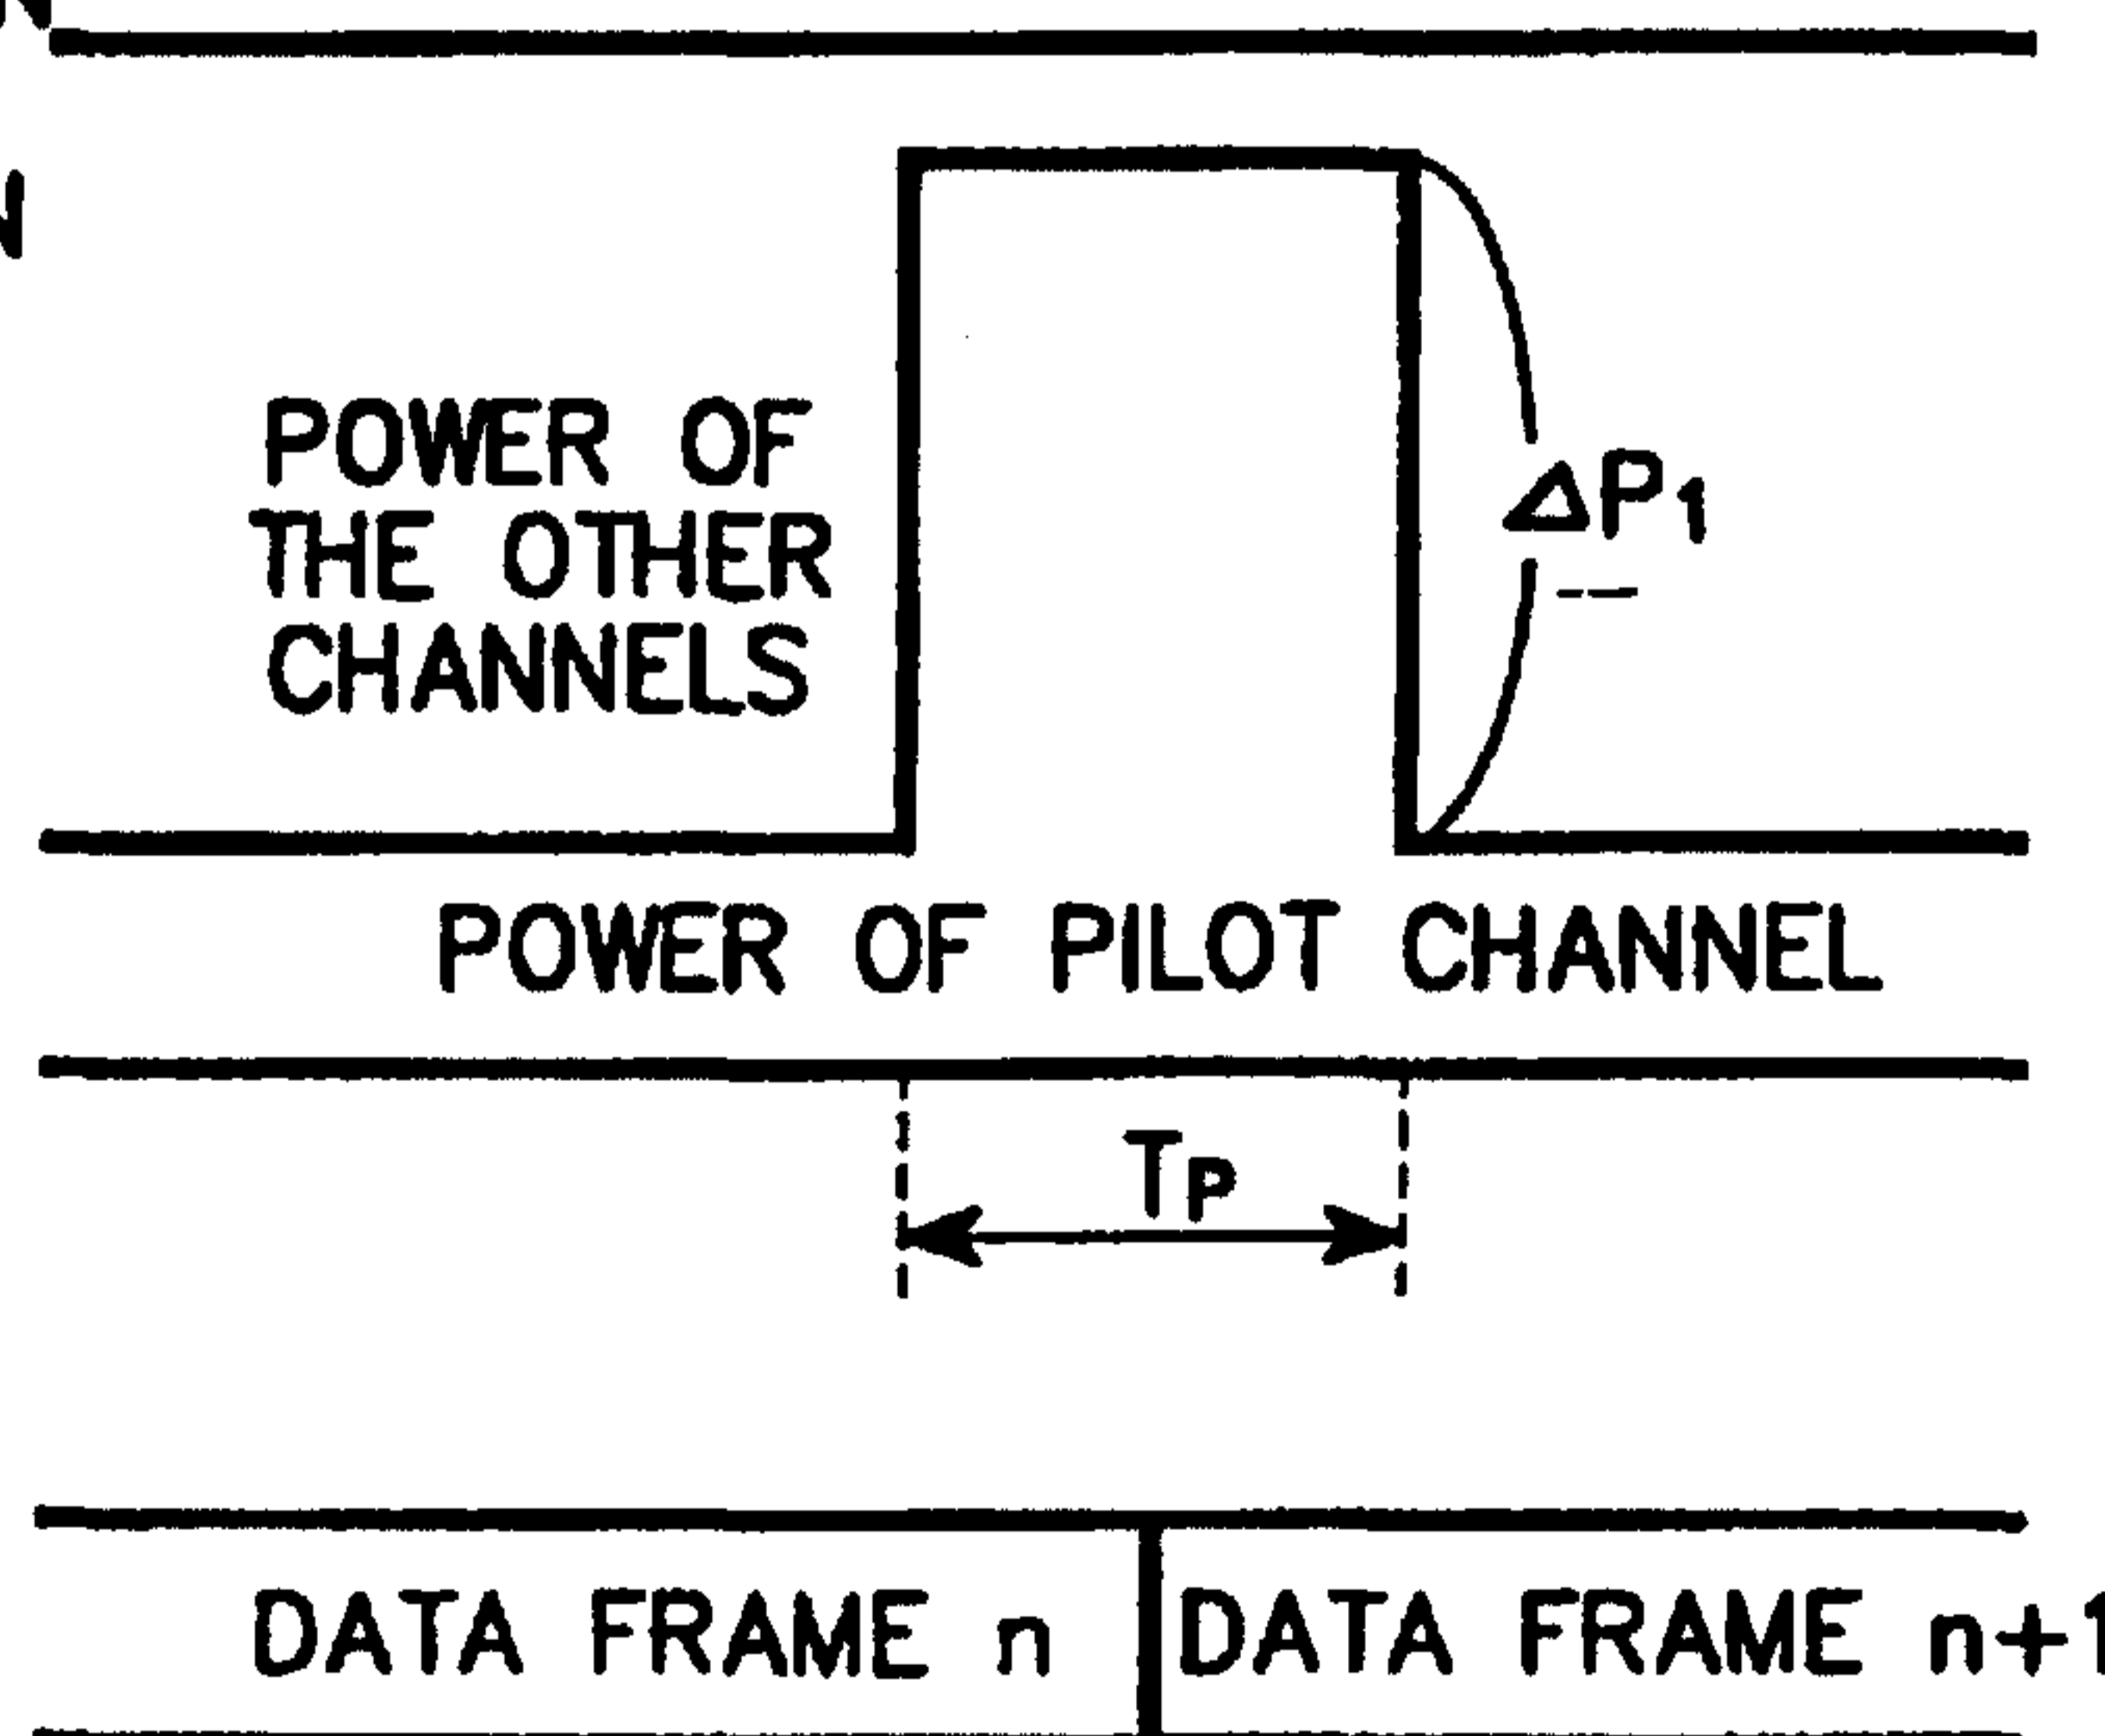 POWER OF
THE OTHER
CHANNELS
ΔP1
POWER OF PILOT CHANNEL
TP
DATA FRAME n
DATA FRAME n+1